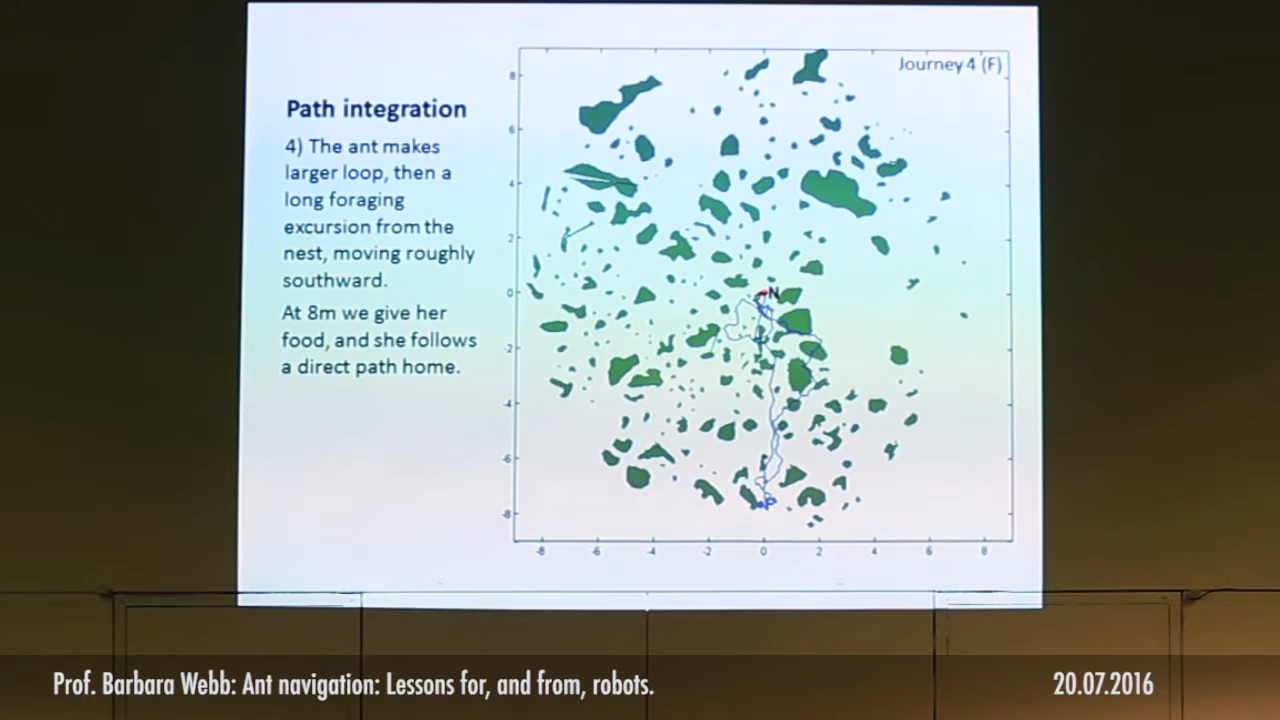 Path integration
4) The ant makes
larger loop, then a
long foraging
excursion from the
nest, moving roughly
southward.
At 8m we give her
food, and she follows
a direct path home.
Journey 4 (F)
8
6
4
2
0
-2
-4
-6
-8
N
-8 -6 -4 -2 0 2 4 6 8
Prof. Barbara Webb: Ant navigation: Lessons for, and from, robots.
20.07.2016